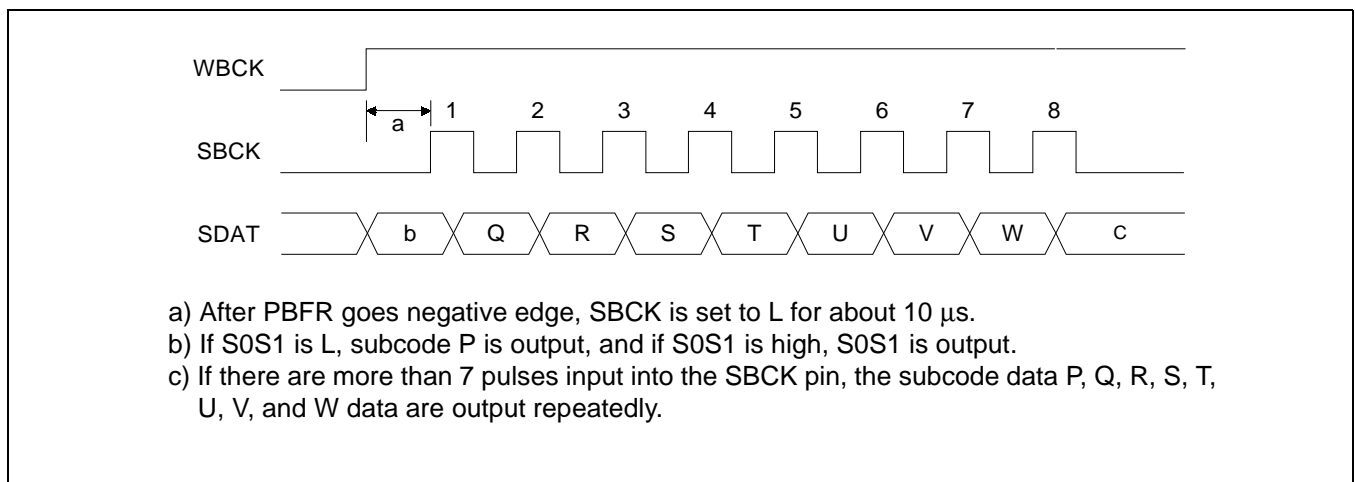 WBCK
a
1 2 3 4 5 6 7 8
SBCK
SDAT b Q R S T U V W C
a) After PBFR goes negative edge, SBCK is set to L for about 10 μs.
b) If S0S1 is L, subcode P is output, and if S0S1 is high, S0S1 is output.
c) If there are more than 7 pulses input into the SBCK pin, the subcode data P, Q, R, S, T,
U, V, and W data are output repeatedly.